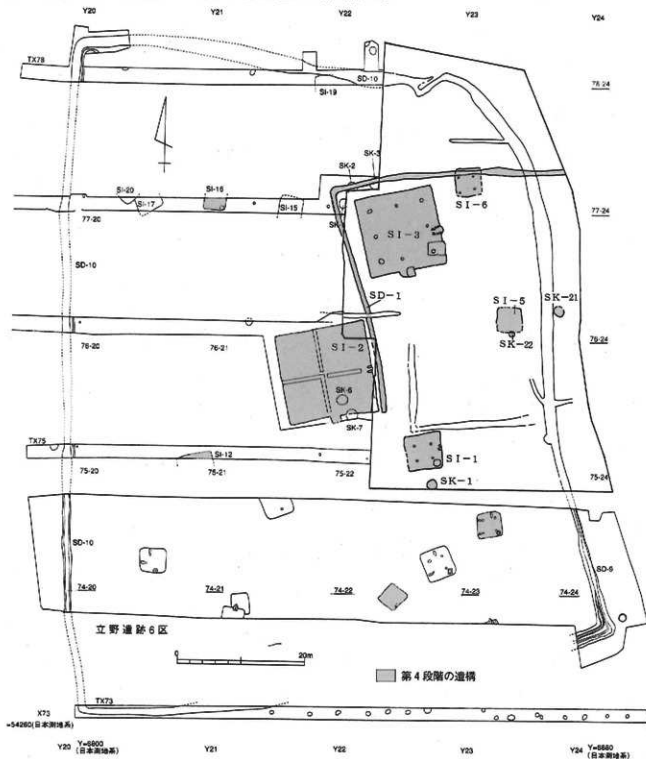 Y20 Y21 Y22 Y23 Y24
TX78
SD-10
78-24
SI-19
SK-2 SK-3
SI-20 SI-16
SI-17 SI-15
SI-6
77-20
77-24
SI-3
SD-10
SD-1
SI-5 SK-21
76-20 76-21
SI-2
SK-22
76-24
SK-6
SK-7
TX75
SI-12
SI-1
75-20 75-21 75-22
SK-1
75-24
SD-10
74-20 74-21 74-22 74-23 74-24
SD-5
立野遺跡6区
0 20m
第4段階の遺構
TX73
X73
=54260(日本測地系)
Y20 Y=6800
(日本測地系)
Y21 Y22 Y23 Y24 Y=6680
(日本測地系)